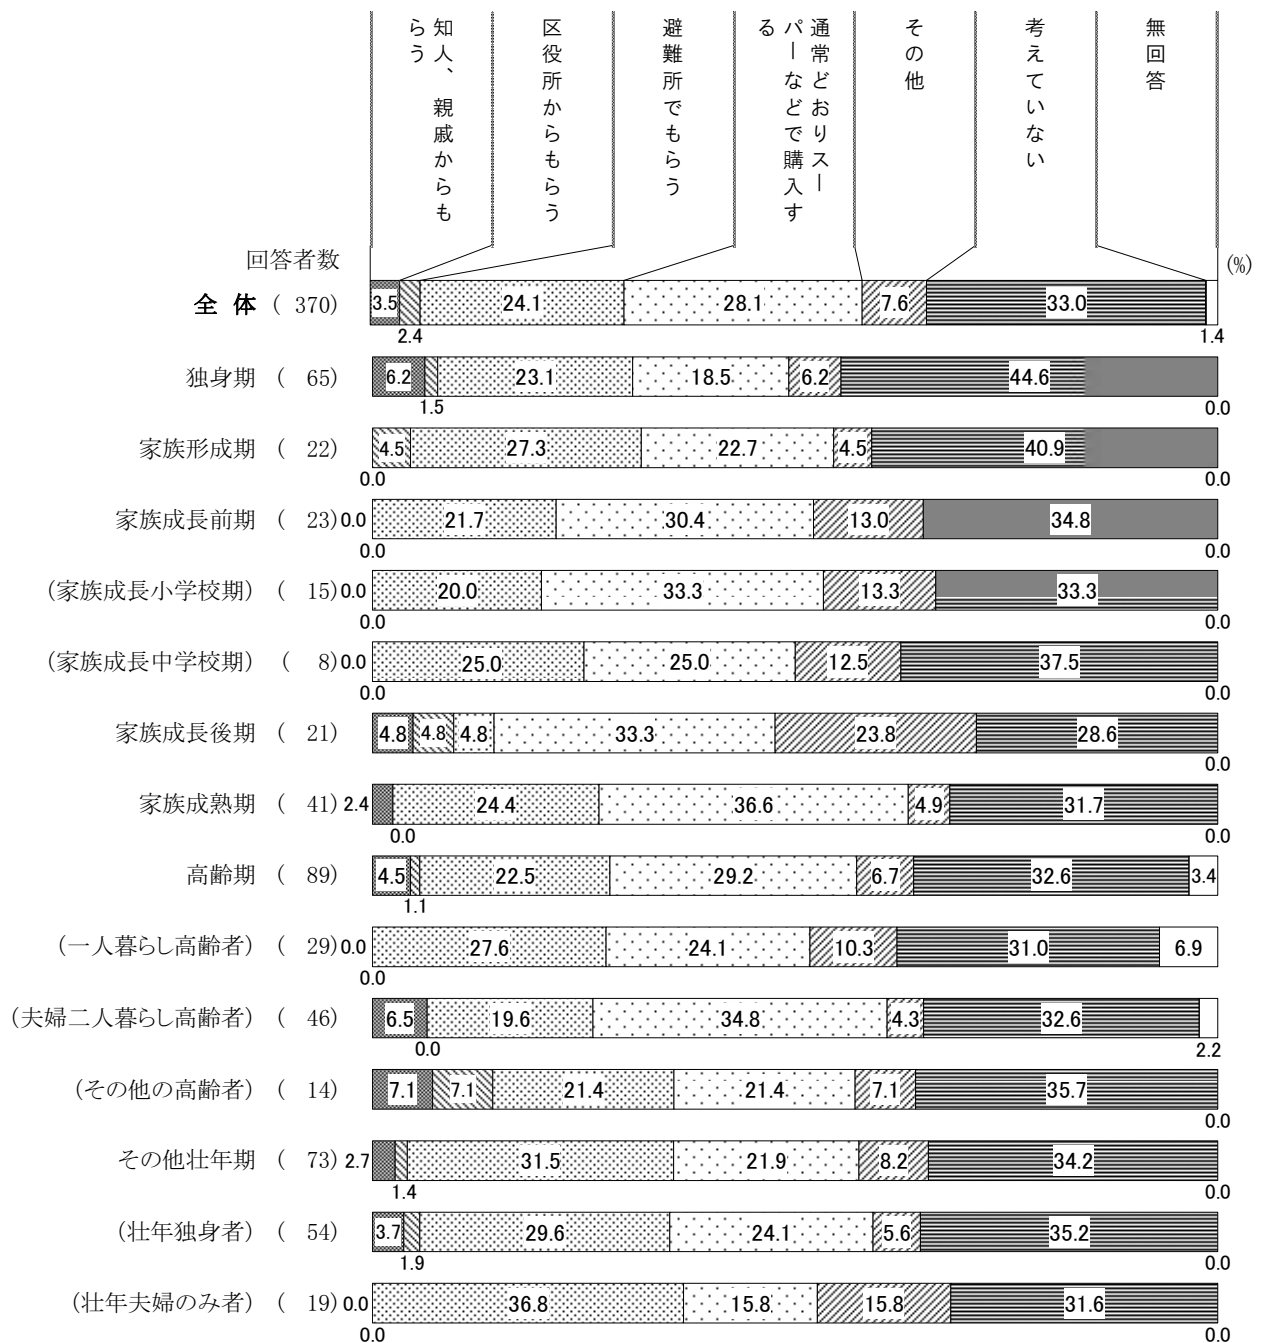 知人、親戚からも
らう
区役所からもらう
避難所でもらう
通常どおりスー
パーなどで購入す
る
その他
考えていない
無回答
回答者数
(%)
全 体 ( 370) 3.5 24.1 28.1 7.6 33.0
2.4 1.4
独身期 ( 65) 6.2 23.1 18.5 6.2 44.6
1.5 0.0
家族形成期 ( 22) 4.5 27.3 22.7 4.5 40.9
0.0 0.0
家族成長前期 ( 23) 0.0 21.7 30.4 13.0 34.8
0.0 0.0
(家族成長小学校期) ( 15) 0.0 20.0 33.3 13.3 33.3
0.0 0.0
(家族成長中学校期) ( 8) 0.0 25.0 25.0 12.5 37.5
0.0 0.0
家族成長後期 ( 21) 4.8 4.8 4.8 33.3 23.8 28.6
0.0
家族成熟期 ( 41) 2.4 24.4 36.6 4.9 31.7
0.0 0.0
高齢期 ( 89) 4.5 22.5 29.2 6.7 32.6 3.4
1.1
(一人暮らし高齢者) ( 29) 0.0 27.6 24.1 10.3 31.0 6.9
0.0
(夫婦二人暮らし高齢者) ( 46) 6.5 19.6 34.8 4.3 32.6
0.0 2.2
(その他の高齢者) ( 14) 7.1 7.1 21.4 21.4 7.1 35.7
0.0
その他壮年期 ( 73) 2.7 31.5 21.9 8.2 34.2
1.4 0.0
(壮年独身者) ( 54) 3.7 29.6 24.1 5.6 35.2
1.9 0.0
(壮年夫婦のみ者) ( 19) 0.0 36.8 15.8 15.8 31.6
0.0 0.0